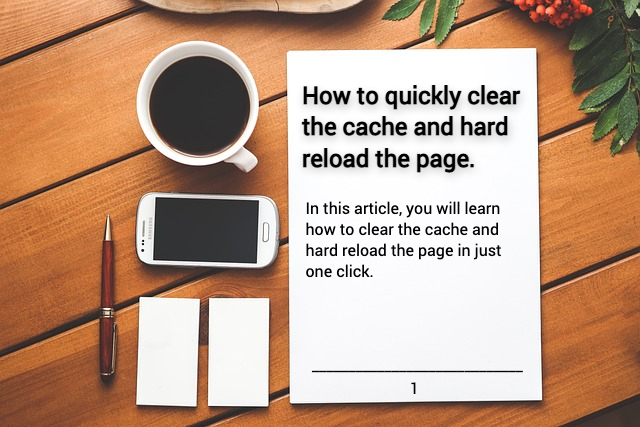 How to quickly clear
the cache and hard
reload the page.
In this article, you will learn
how to clear the cache and
hard reload the page in just
one click.
1
SAMSUNG